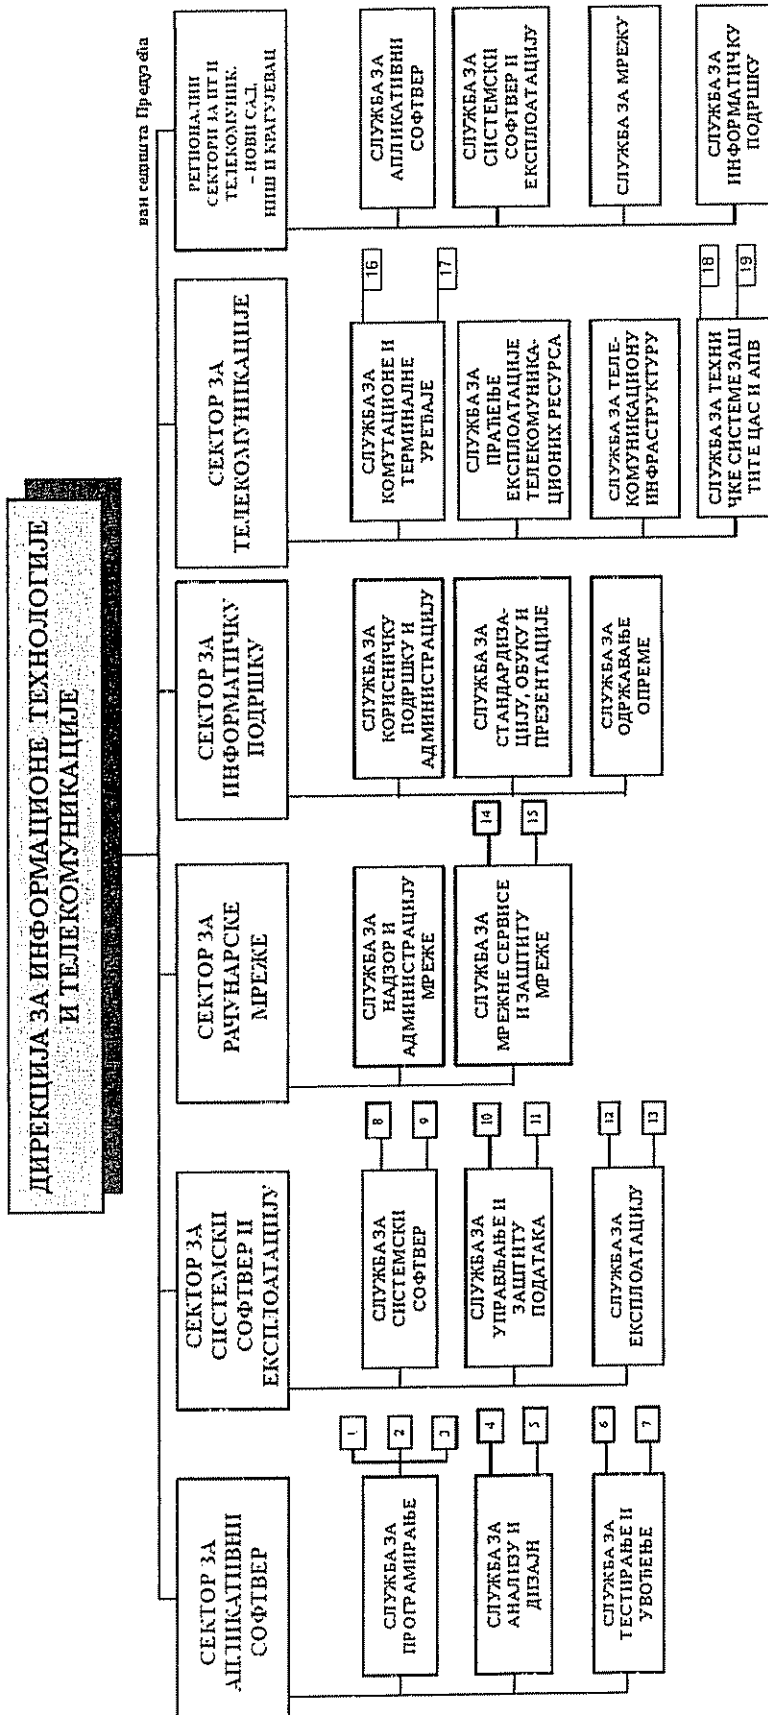 ДИРЕКЦИЈА ЗА ИНФОРМАЦИОНЕ ТЕХНОЛОГИЈЕ
И ТЕЛЕКОМУНИКАЦИЈЕ
ван седишта Предузећа
СЕКТОР ЗА
АПЛИКАТИВНИ
СОФТВЕР
СЛУЖБА ЗА
ПРОГРАМИРАЊЕ
1
2
3
СЛУЖБА ЗА
АНАЛИЗУ И
ДИЗАЈН
4
5
СЛУЖБА ЗА
ТЕСТИРАЊЕ И
УВОЂЕЊЕ
6
7
СЕКТОР ЗА
СИСТЕМСКИ
СОФТВЕР И
ЕКСПЛОАТАЦИЈУ
СЛУЖБА ЗА
СИСТЕМСКИ
СОФТВЕР
8
9
СЛУЖБА ЗА
УПРАВЉАЊЕ И
ЗАШТИТУ
ПОДАТАКА
10
11
СЛУЖБА ЗА
ЕКСПЛОАТАЦИЈУ
12
13
СЕКТОР ЗА
РАЧУНАРСКЕ
МРЕЖЕ
СЛУЖБА ЗА
НАДЗОР И
АДМИНИСТРАЦИЈУ
МРЕЖЕ
СЛУЖБА ЗА
МРЕЖНЕ СЕРВИСЕ
И ЗАШТИТУ
МРЕЖЕ
14
15
СЕКТОР ЗА
ИНФОРМАТИЧКУ
ПОДРШКУ
СЛУЖБА ЗА
КОРИСНИЧКУ
ПОДРШКУ И
АДМИНИСТРАЦИЈУ
СЛУЖБА ЗА
СТАНДАРДИЗА-
ЦИЈУ, ОБУКУ И
ПРЕЗЕНТАЦИЈЕ
СЛУЖБА ЗА
ОДРЖАВАЊЕ
ОПРЕМЕ
СЕКТОР ЗА
ТЕЛЕКОМУНИКАЦИЈЕ
СЛУЖБА ЗА
КОМУТАЦИОНЕ И
ТЕРМИНАЛНЕ
УРЕЂАЈЕ
16
17
СЛУЖБА ЗА
ПРАЋЕЊЕ
ЕКСПЛОАТАЦИЈЕ
ТЕЛЕКОМУНИКА-
ЦИОНИХ РЕСУРСА
СЛУЖБА ЗА ТЕЛЕ-
КОМУНИКАЦИОНУ
ИНФРАСТРУКТУРУ
СЛУЖБА ЗА ТЕХНИ
ЧКЕ СИСТЕМЕ ЗАШ
ТИТЕ ЦАС И АПВ
18
19
РЕГИОНАЛНИ
СЕКТОРИ ЗА ИТ И
ТЕЛЕКОМУНИК.
– НОВИ САД,
НИШ И КРАГУЈЕВАЦ
СЛУЖБА ЗА
АПЛИКАТИВНИ
СОФТВЕР
СЛУЖБА ЗА
СИСТЕМСКИ
СОФТВЕР И
ЕКСПЛОАТАЦИЈУ
СЛУЖБА ЗА МРЕЖУ
СЛУЖБА ЗА
ИНФОРМАТИЧКУ
ПОДРШКУ